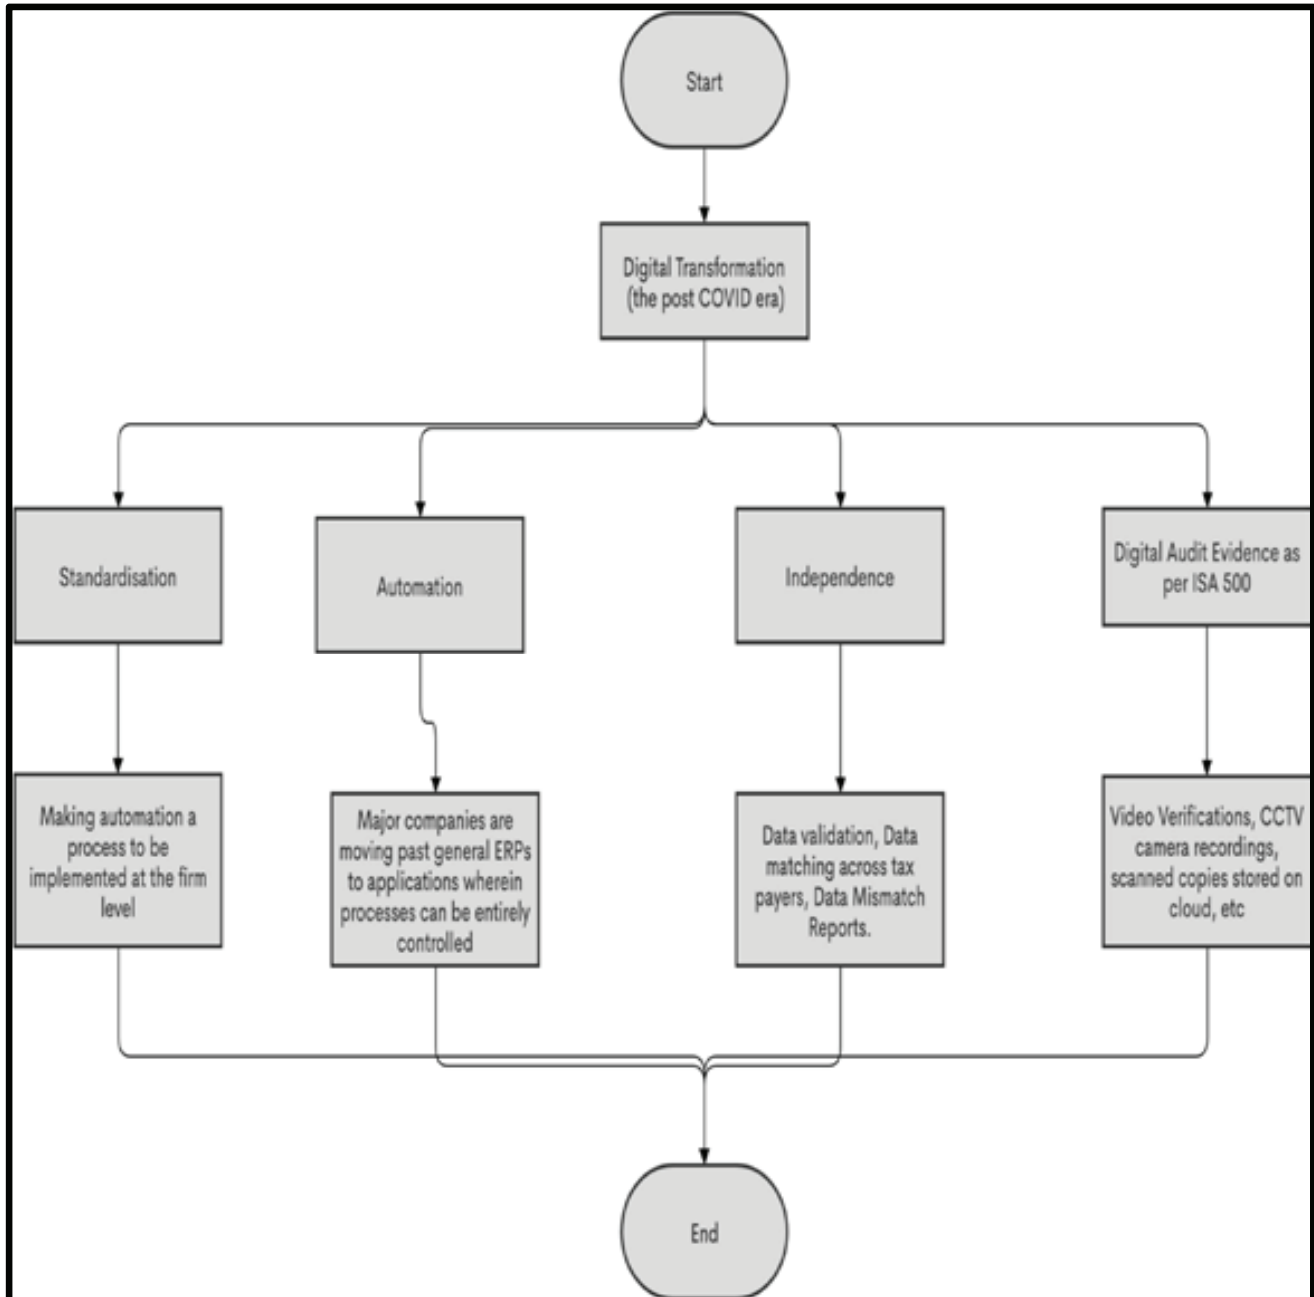 Start
Digital Transformation
(the post COVID era)
Standardisation
Automation
Independence
Digital Audit Evidence as
per ISA 500
Making automation a
process to be
implemented at the firm
level
Major companies are
moving past general ERPs
to applications wherein
processes can be entirely
controlled
Data validation, Data
matching across tax
payers, Data Mismatch
Reports.
Video Verifications, CCTV
camera recordings,
scanned copies stored on
cloud, etc
End